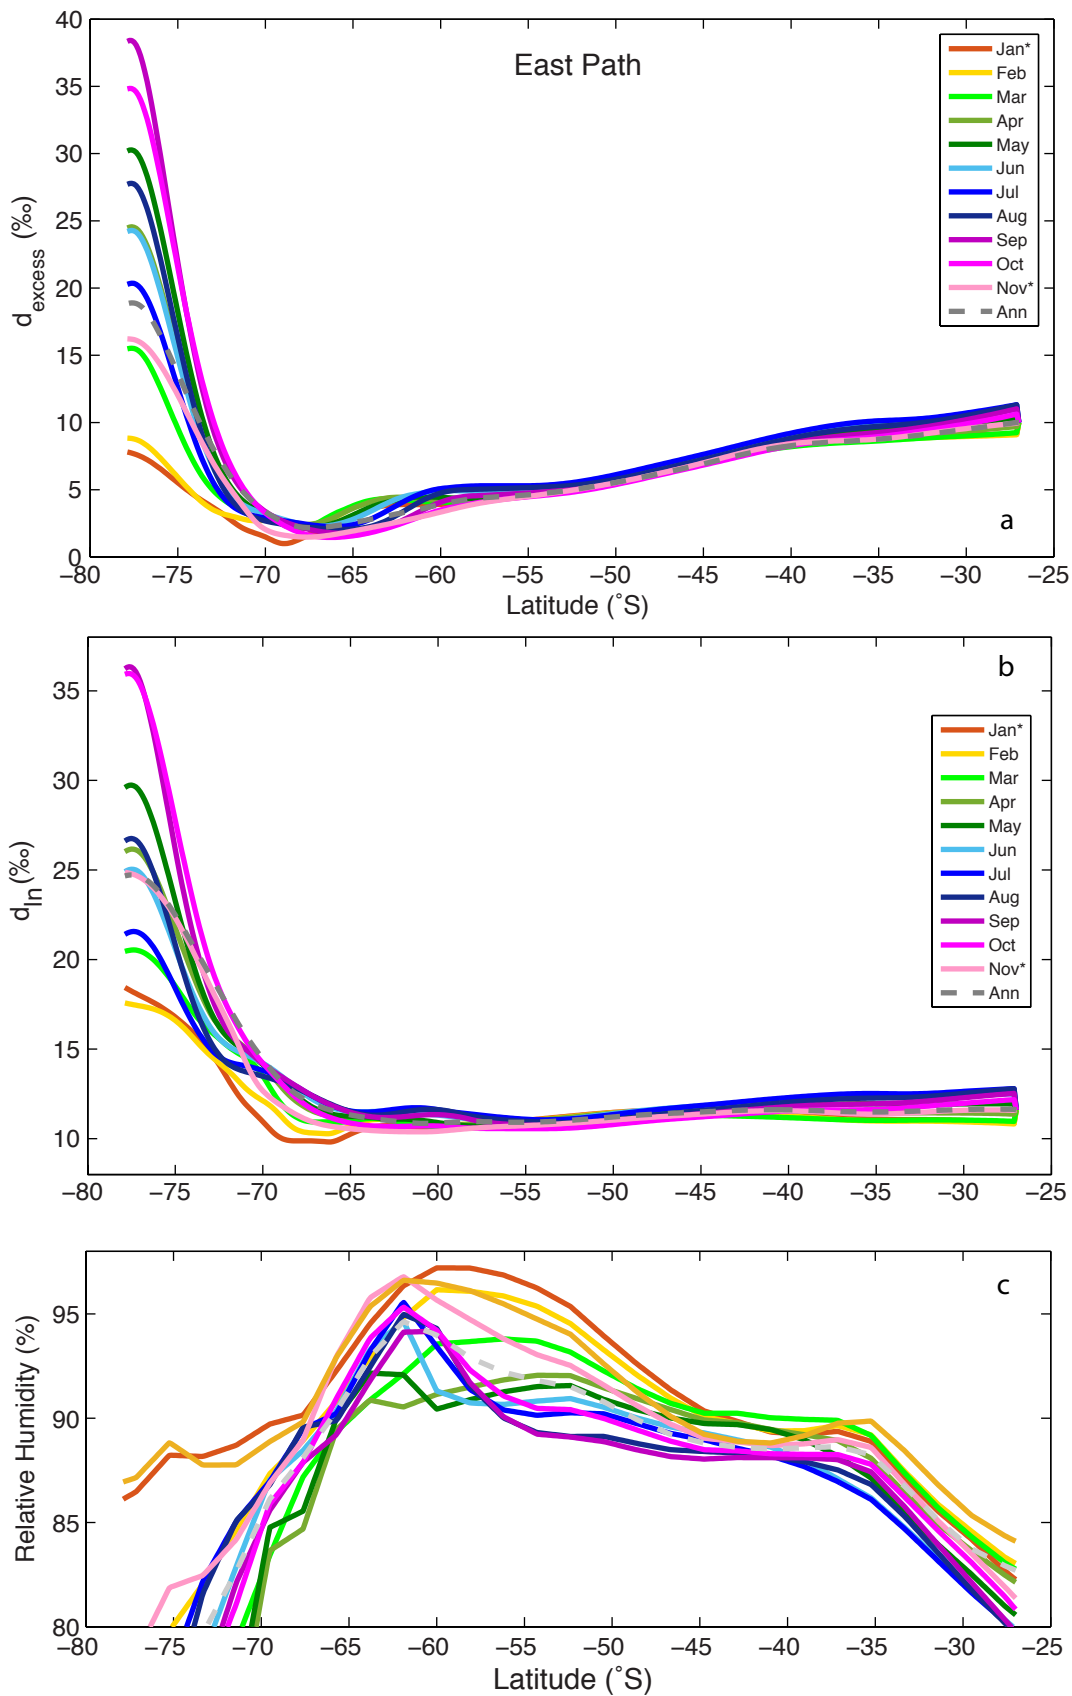 40
35
30
25
20
15
10
5
0
d_excess (‰)
East Path
Jan*
Feb
Mar
Apr
May
Jun
Jul
Aug
Sep
Oct
Nov*
Ann
a
−80 −75 −70 −65 −60 −55 −50 −45 −40 −35 −30 −25
Latitude (˚S)
b
35
30
25
20
15
10
d_ln (‰)
Jan*
Feb
Mar
Apr
May
Jun
Jul
Aug
Sep
Oct
Nov*
Ann
−80 −75 −70 −65 −60 −55 −50 −45 −40 −35 −30 −25
c
95
90
85
80
Relative Humidity (%)
−80 −75 −70 −65 −60 −55 −50 −45 −40 −35 −30 −25
Latitude (˚S)